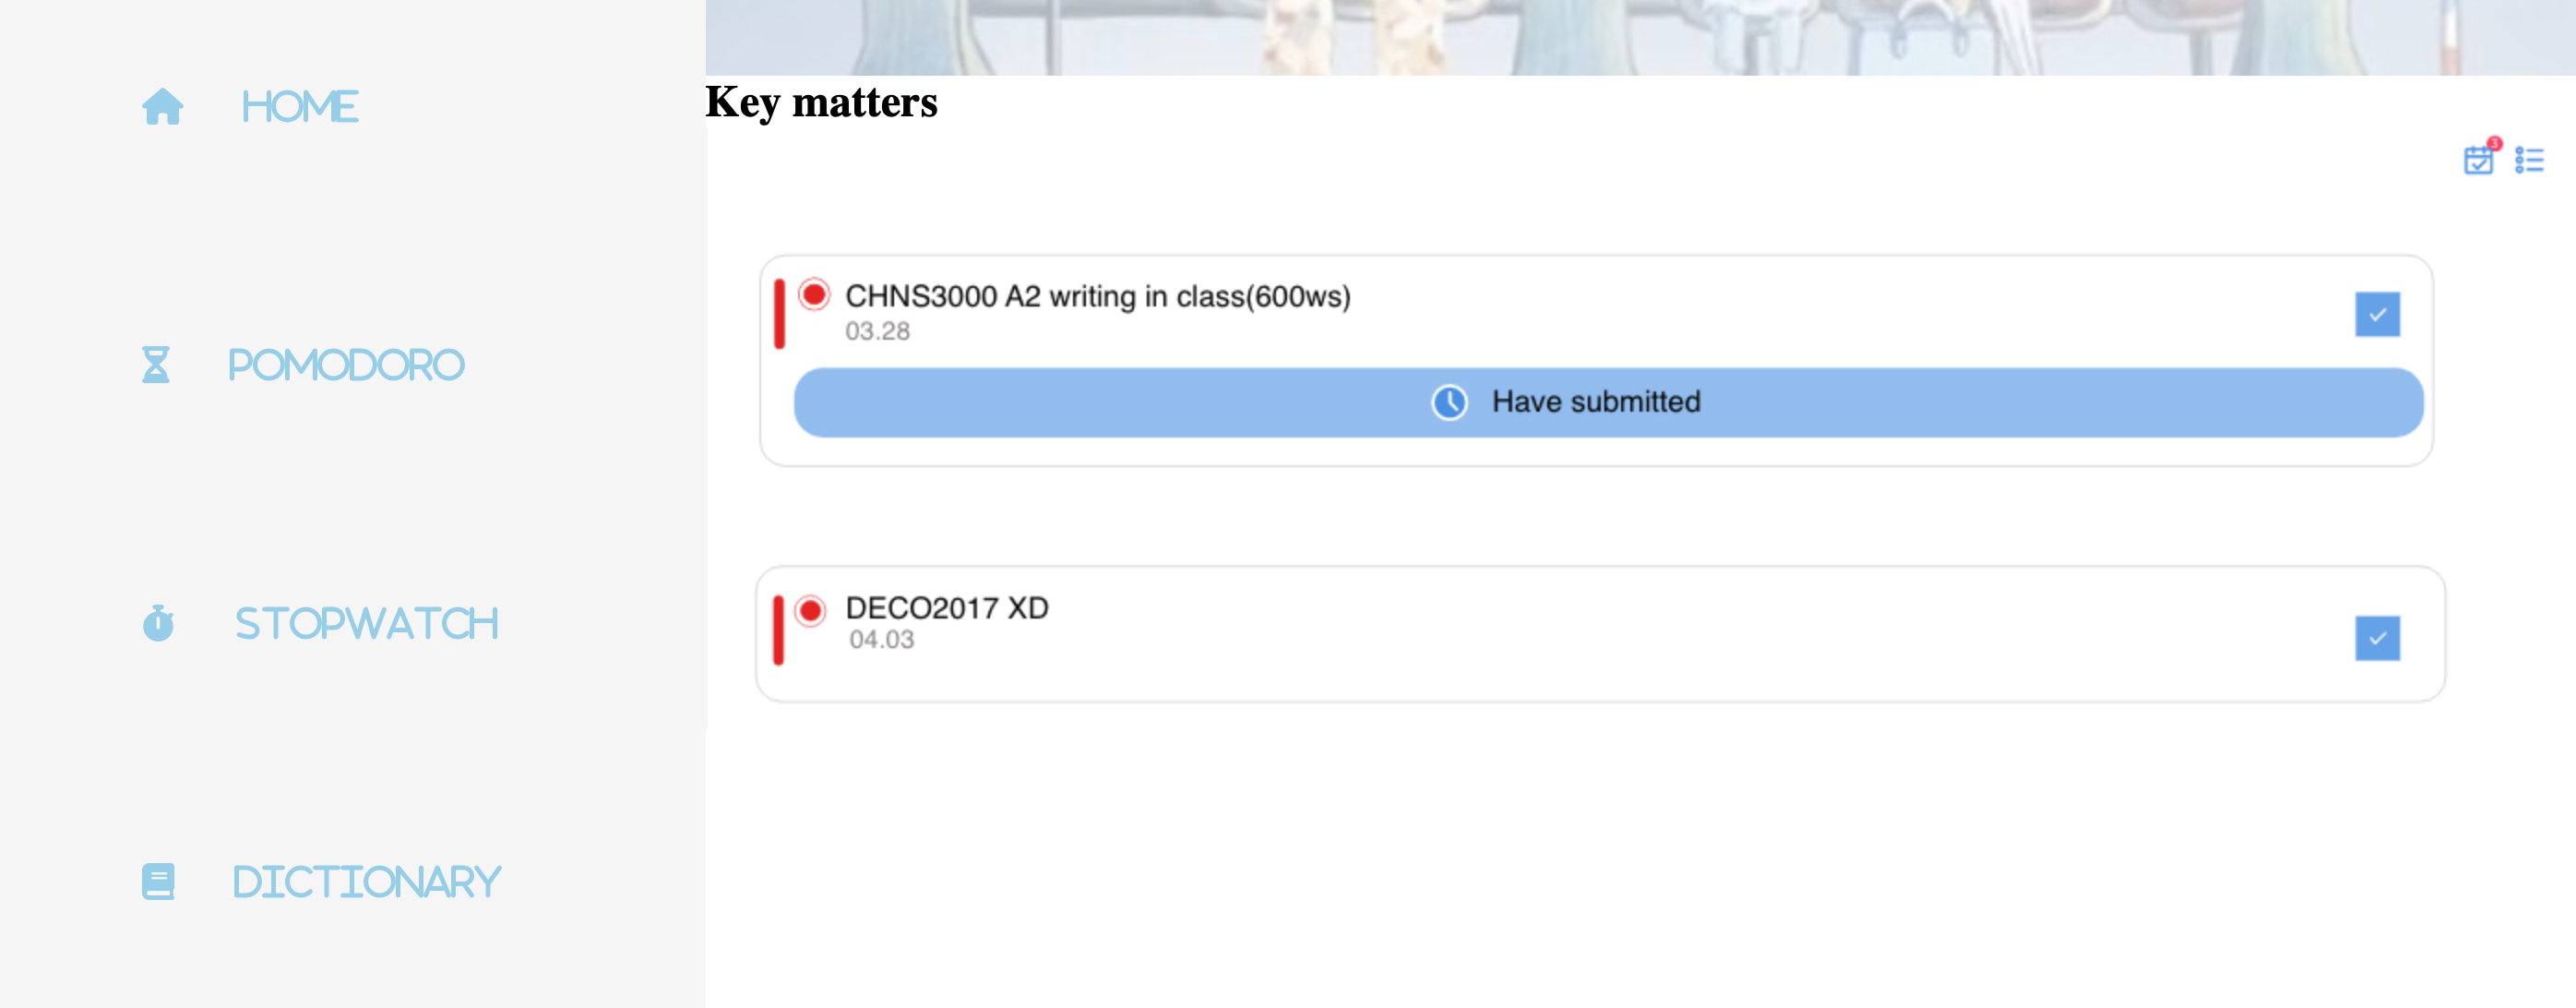 HOME
POMODORO
STOPWATCH
DICTIONARY
Key matters
3
CHNS3000 A2 writing in class(600ws)
03.28
Have submitted
DECO2017 XD
04.03